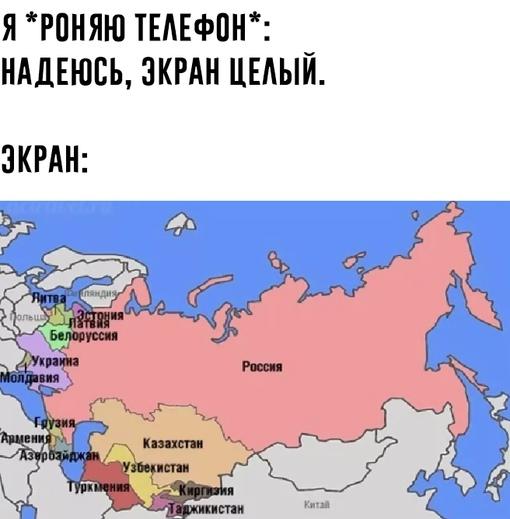 Я *РОНЯЮ ТЕЛЕФОН*:
НАДЕЮСЬ, ЭКРАН ЦЕЛЫЙ.
ЭКРАН:
Литва
Польша
Эстония
Латвия
Белоруссия
Украина
Молдавия
Россия
Грузия
Армения
Азербайджан
Казахстан
Узбекистан
Туркмения
Киргизия
Таджикистан
Китай